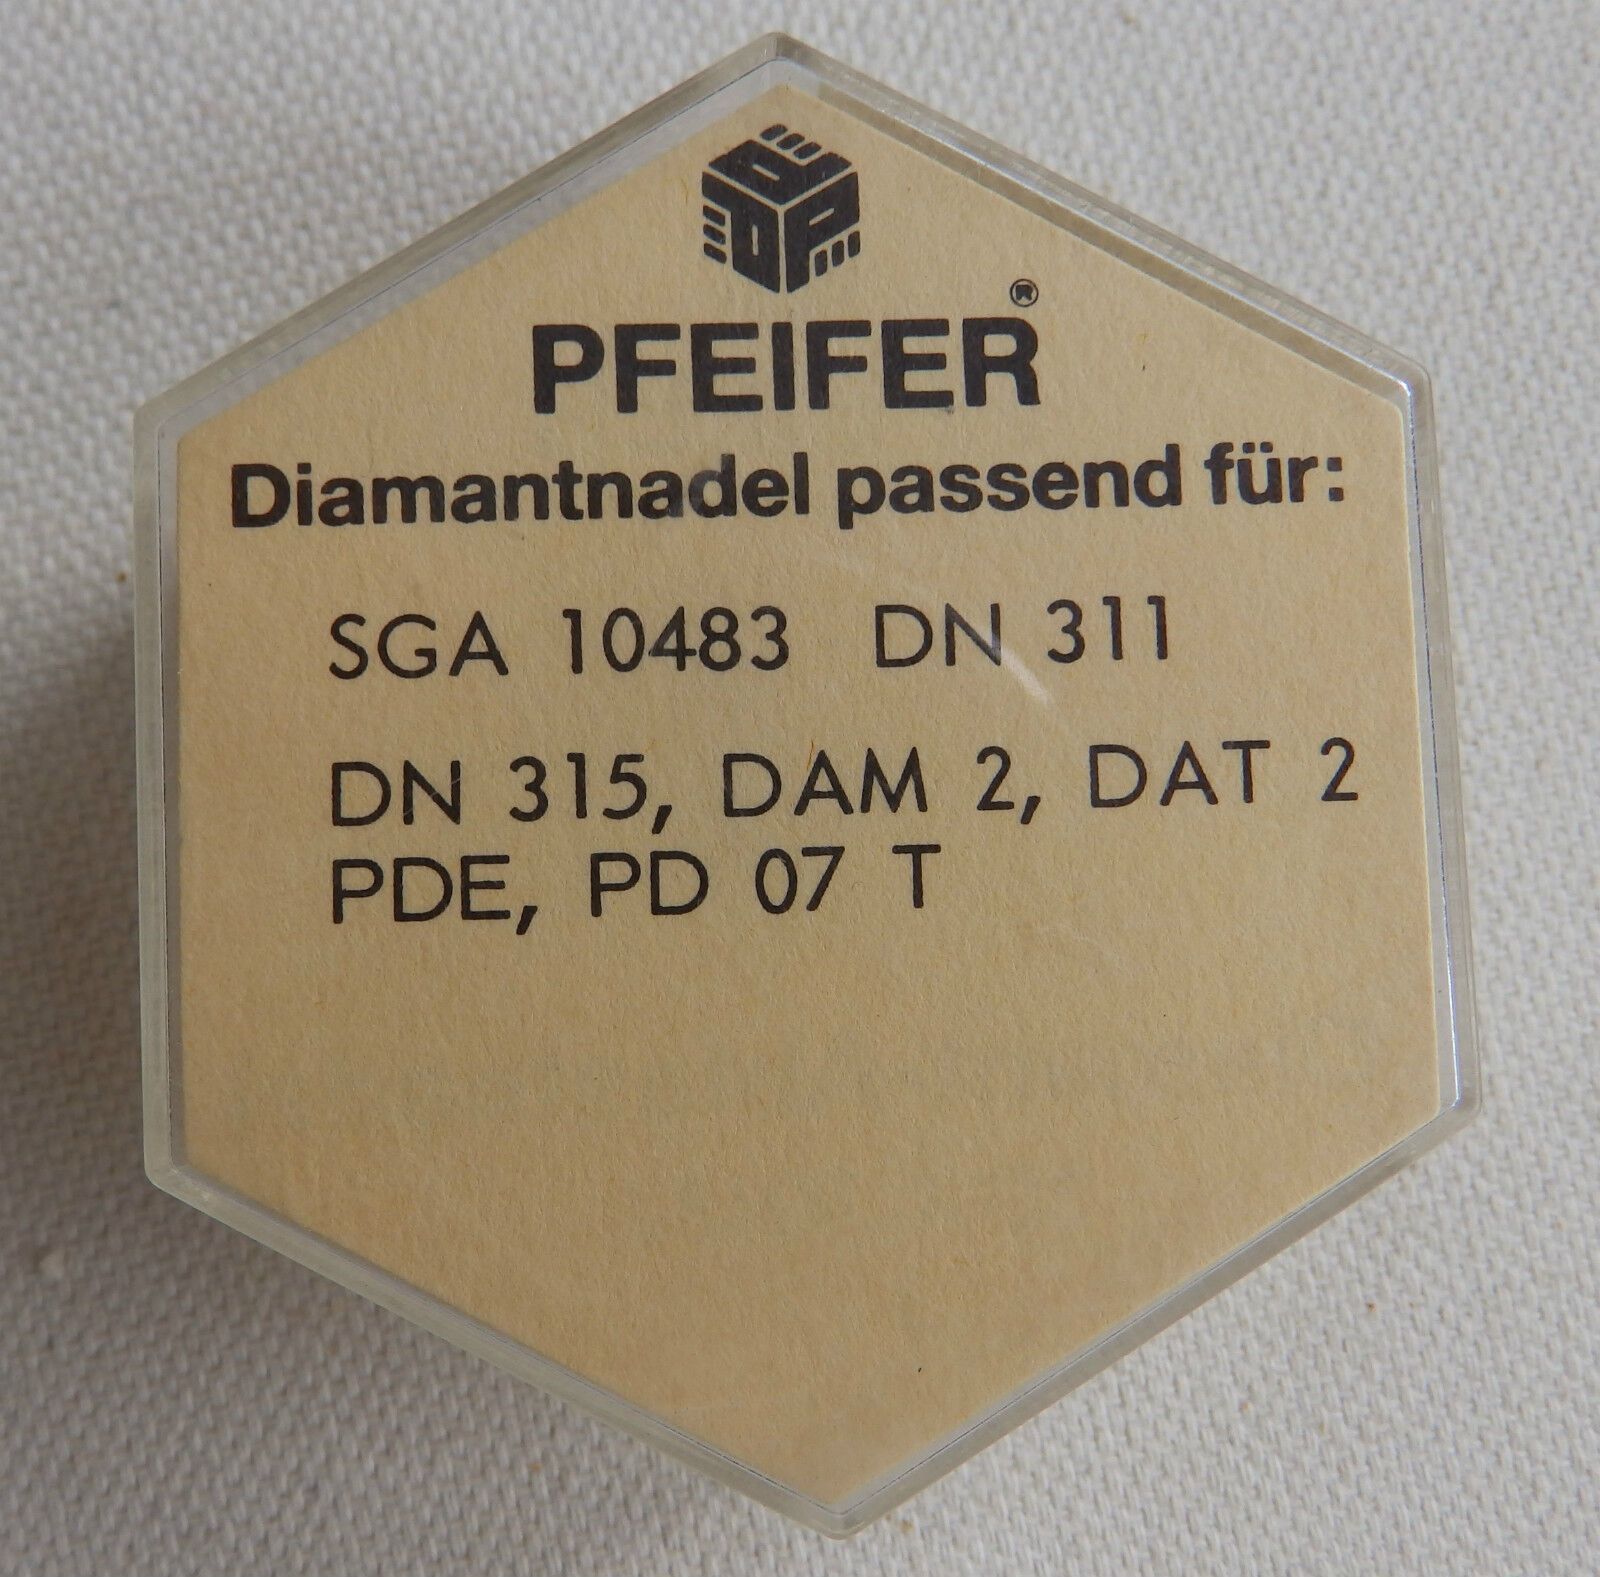 PFEIFER®
Diamantnadel passend für:
SGA 10483 DN 311
DN 315, DAM 2, DAT 2
PDE, PD 07 T